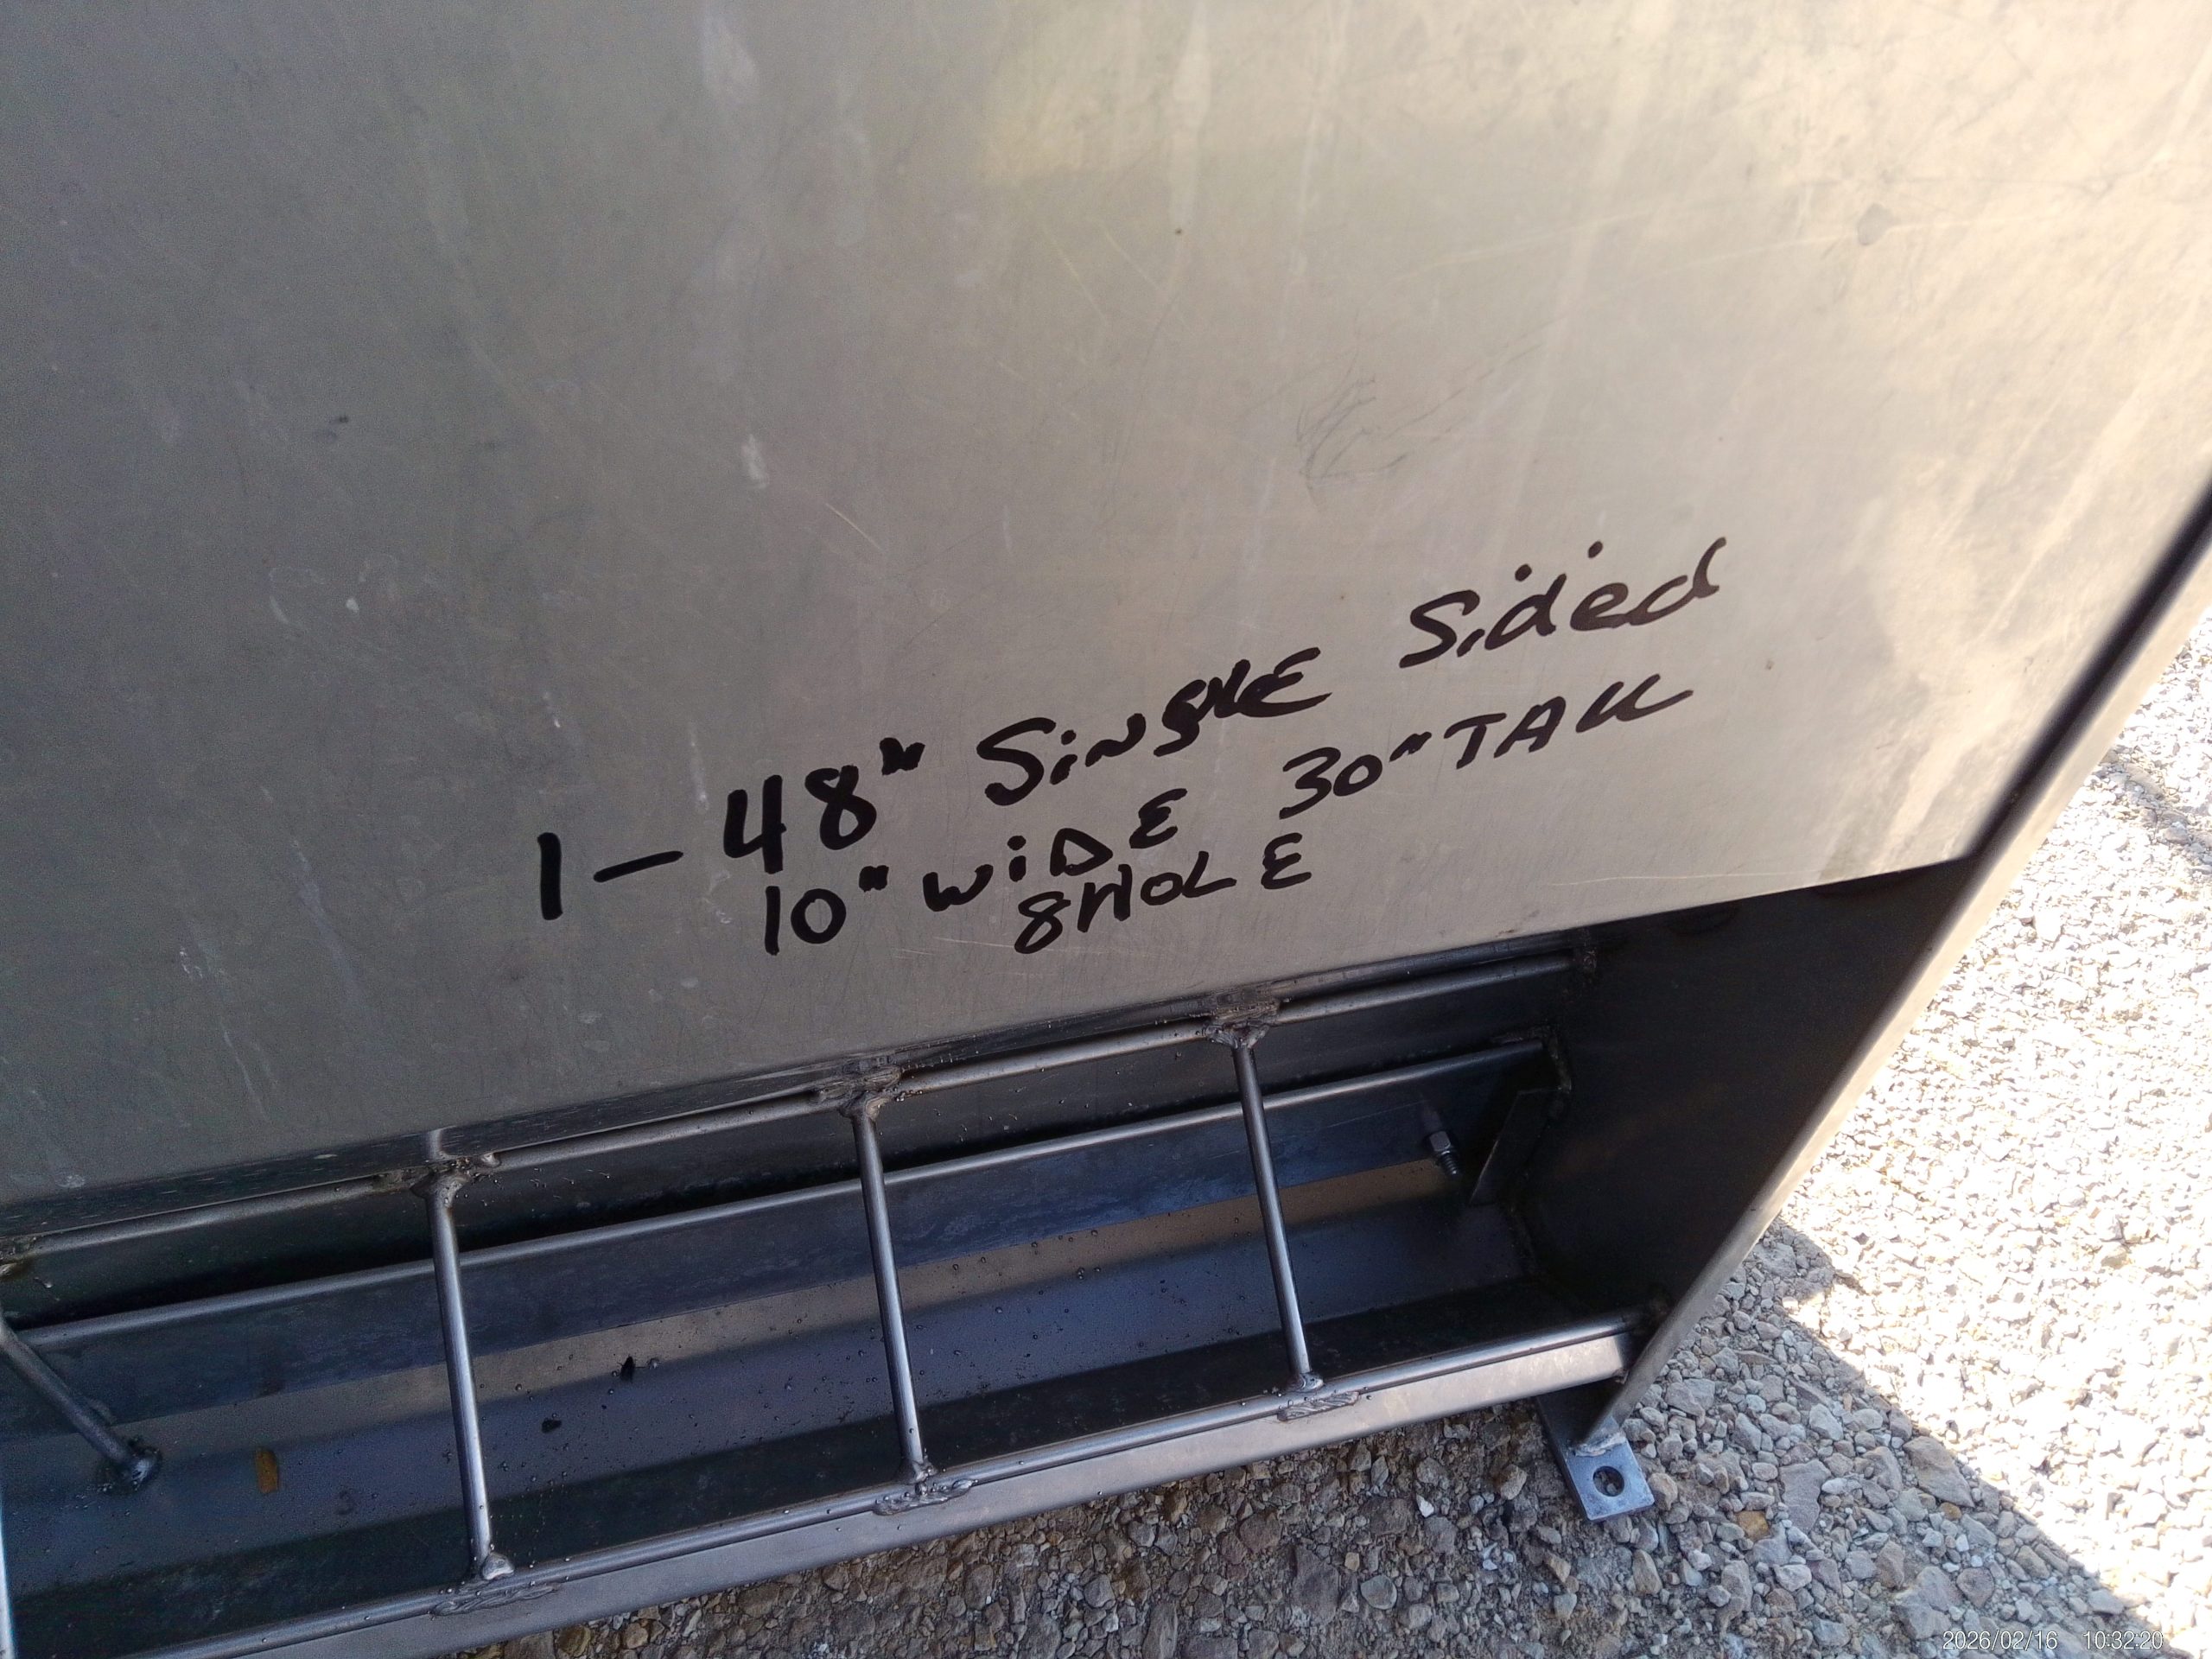 1 - 48" SiNgLE Sided
10" WiDE 30" TALL
8 HOLE
2026/02/16 10:32:20